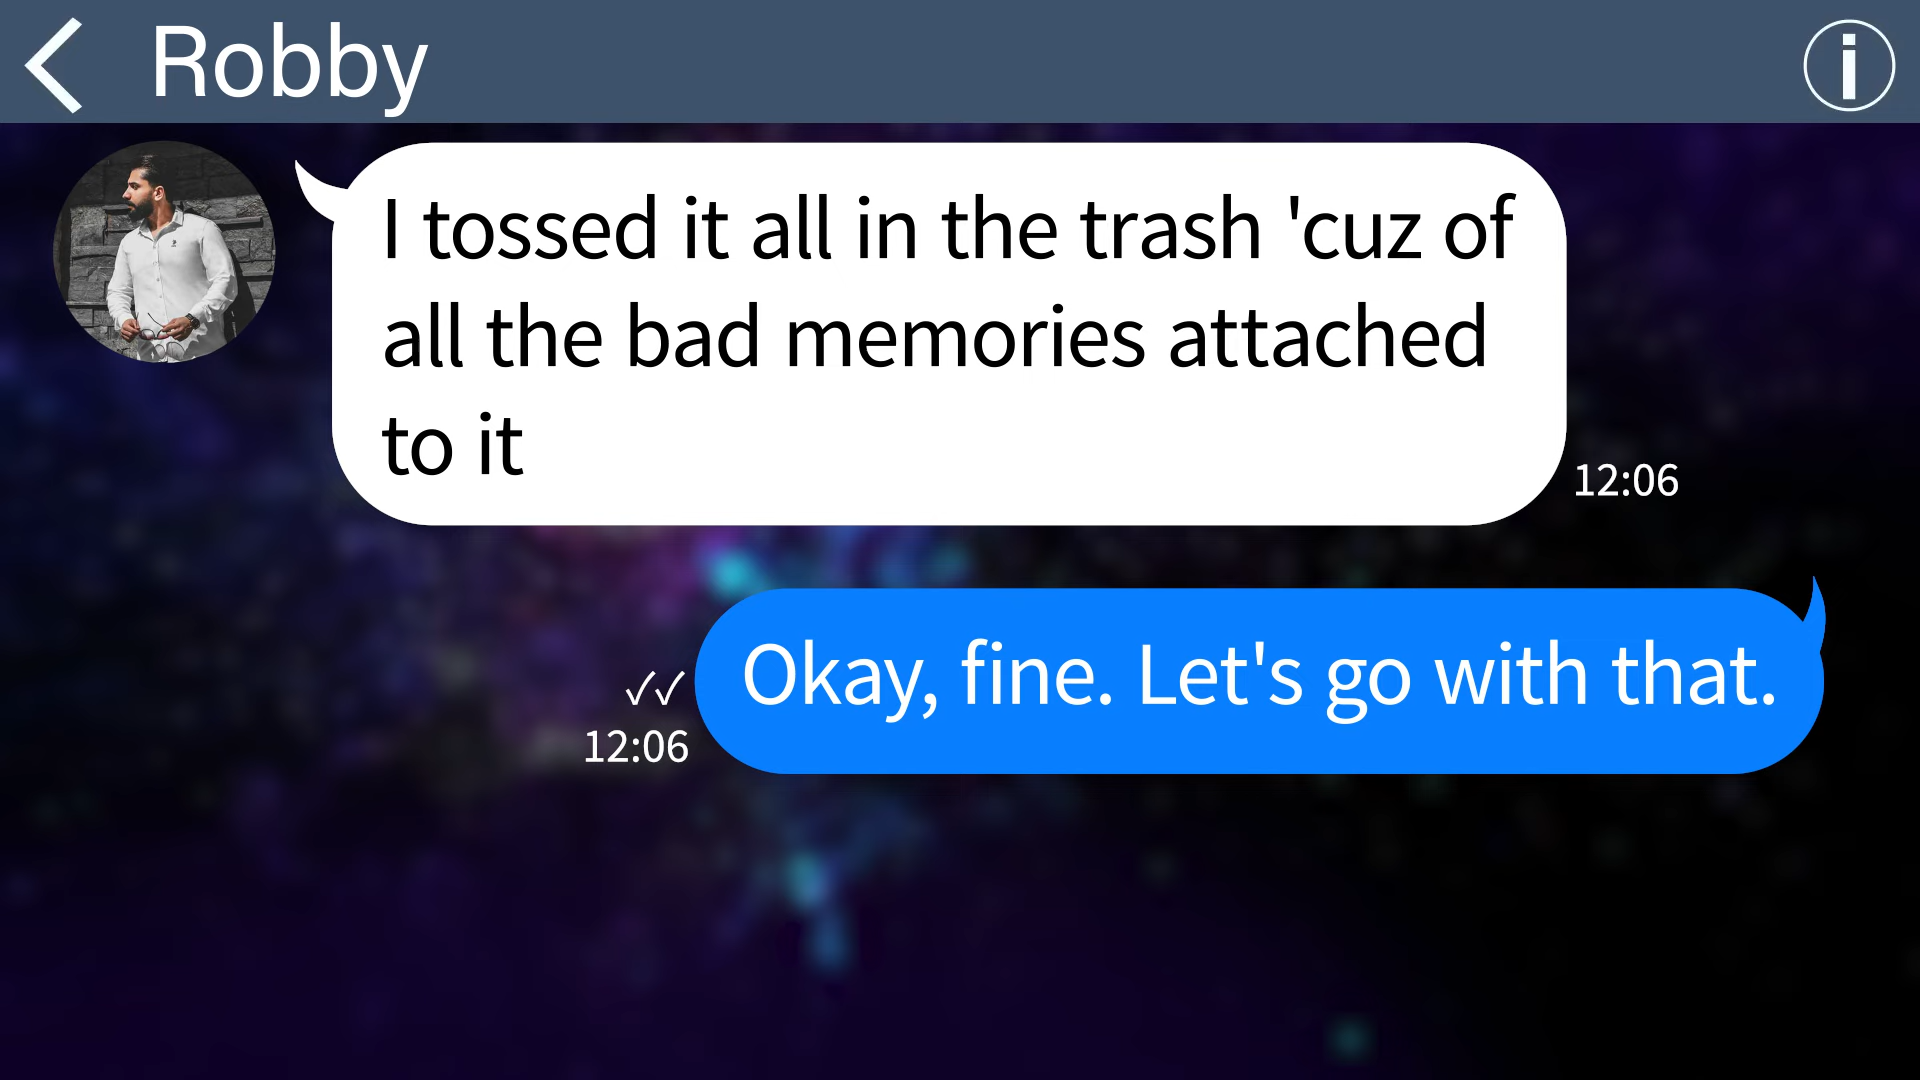 Robby
I tossed it all in the trash 'cuz of
all the bad memories attached
to it
12:06
Okay, fine. Let's go with that.
✓✓
12:06